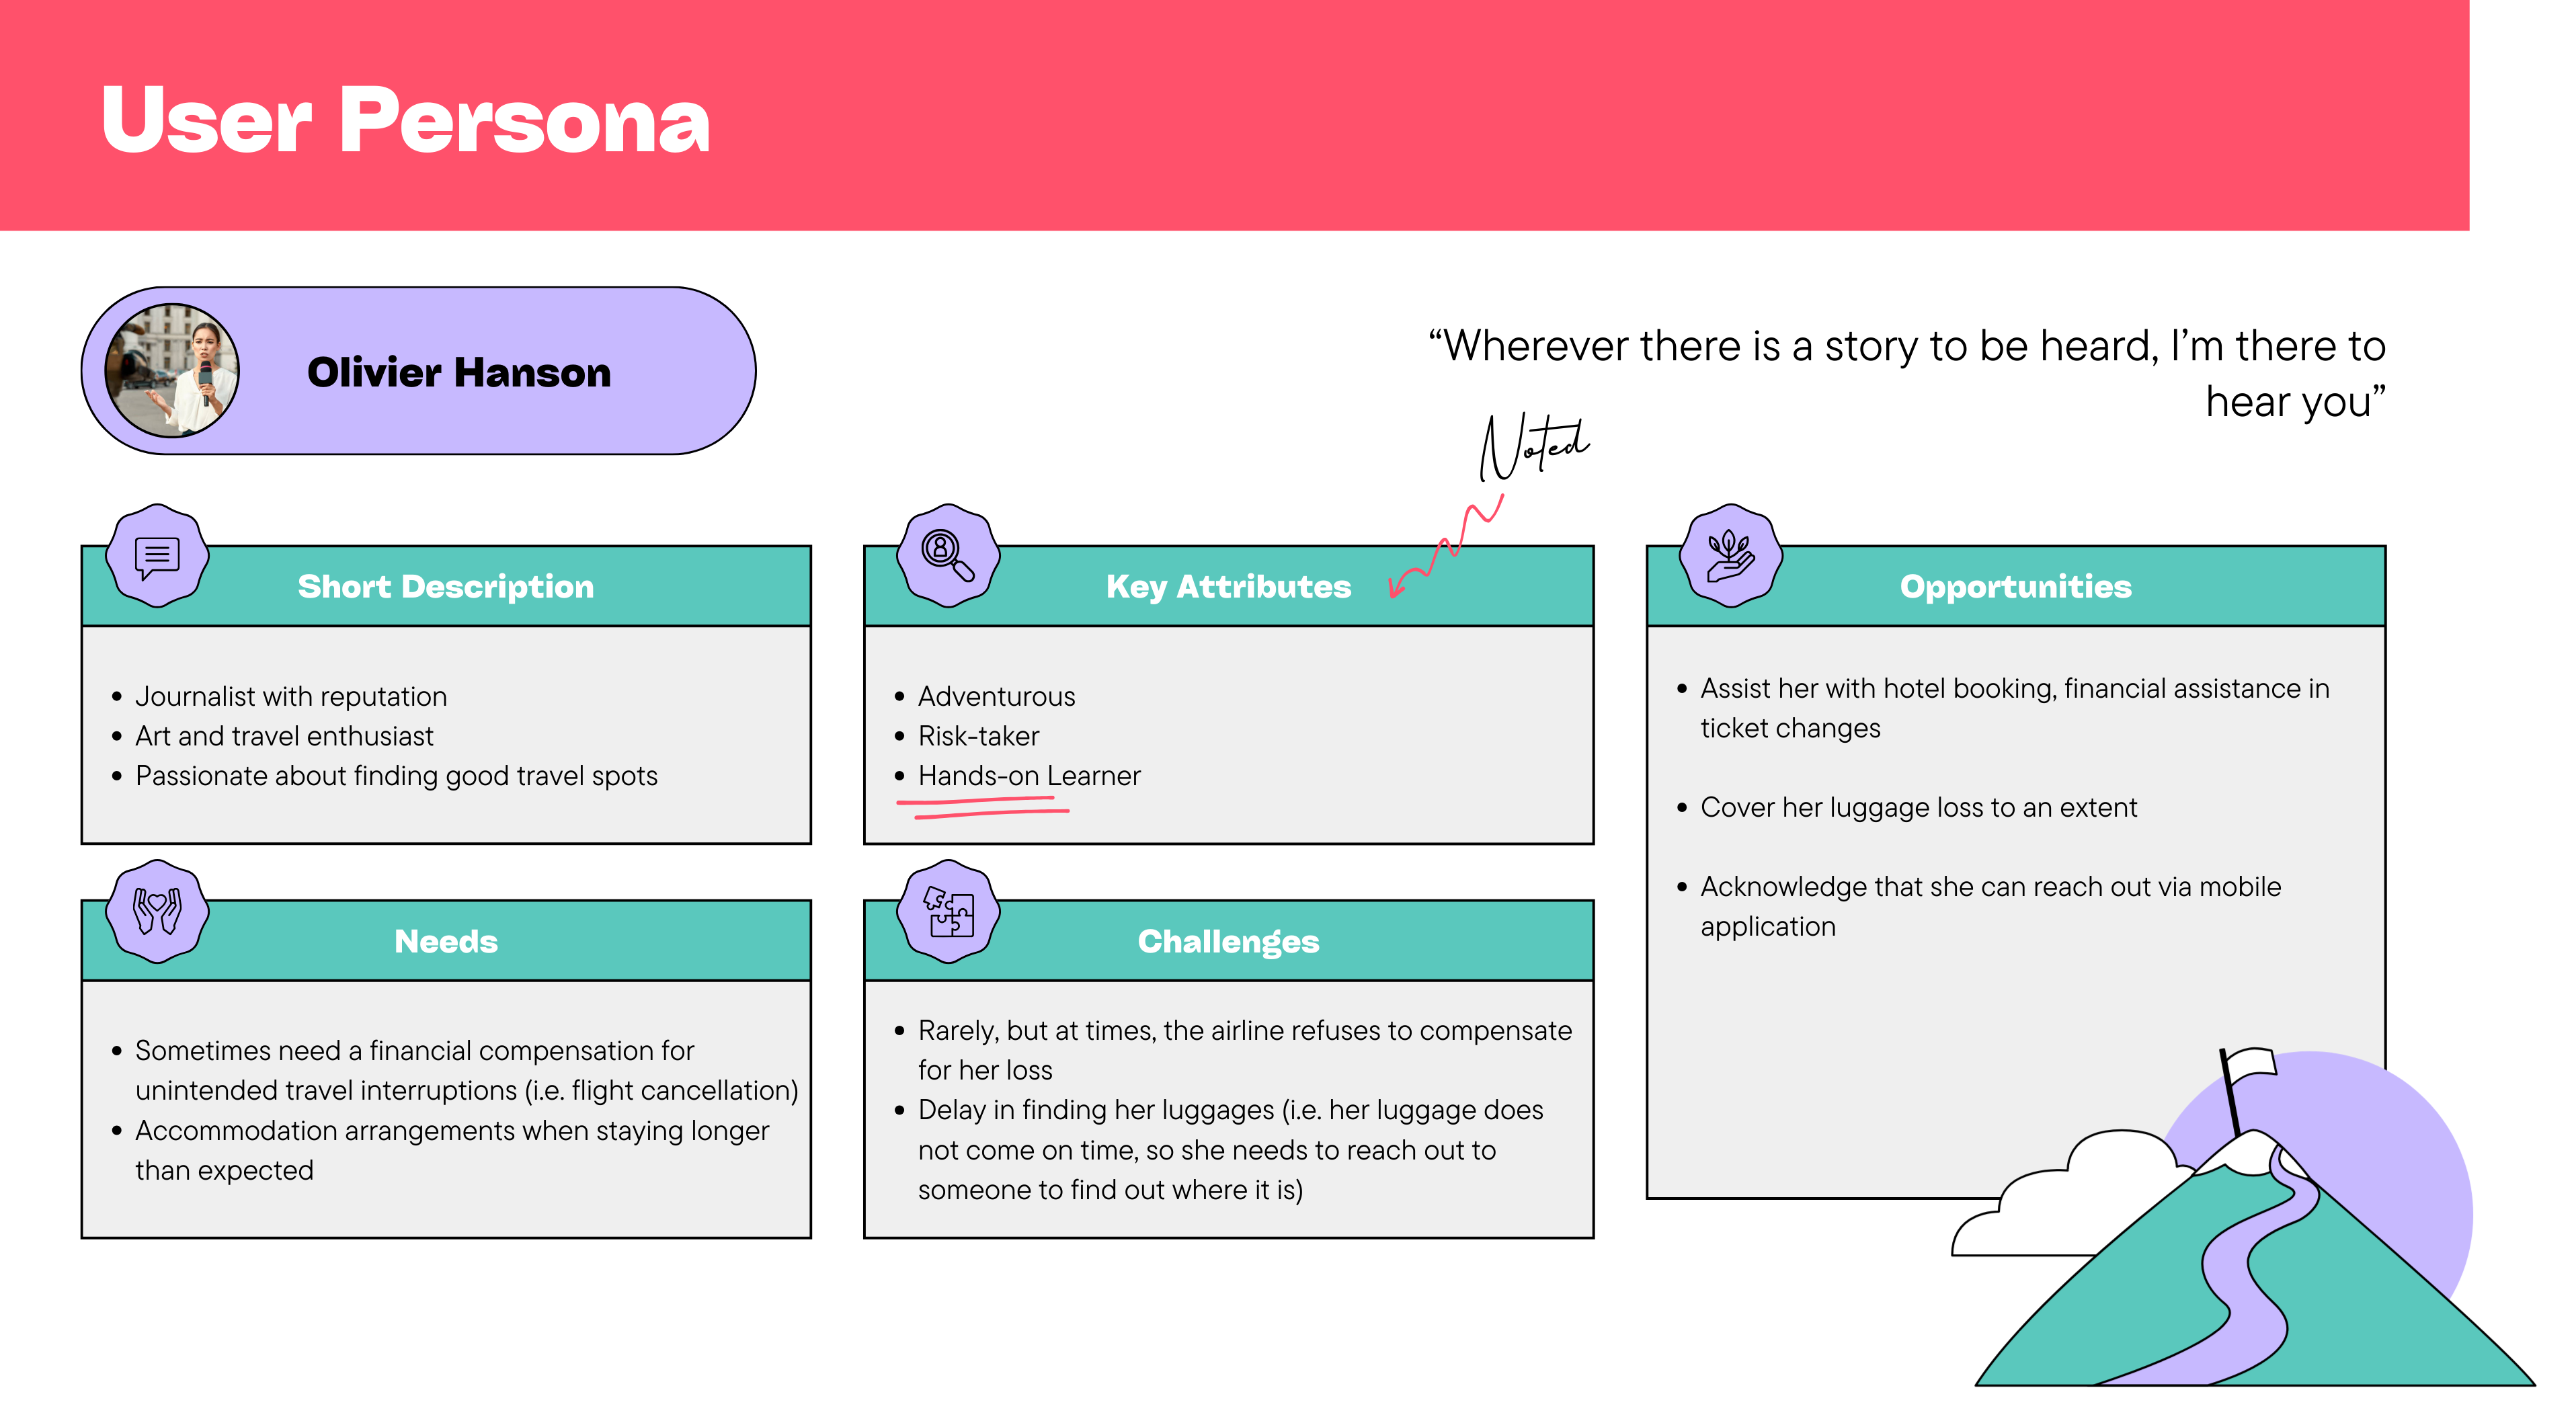 User Persona
Olivier Hanson
“Wherever there is a story to be heard, I’m there to
hear you”
Noted
Short Description
• Journalist with reputation
• Art and travel enthusiast
• Passionate about finding good travel spots
Key Attributes
• Adventurous
• Risk-taker
• Hands-on Learner
Opportunities
• Assist her with hotel booking, financial assistance in
ticket changes
• Cover her luggage loss to an extent
• Acknowledge that she can reach out via mobile
application
Needs
• Sometimes need a financial compensation for
unintended travel interruptions (i.e. flight cancellation)
• Accommodation arrangements when staying longer
than expected
Challenges
• Rarely, but at times, the airline refuses to compensate
for her loss
• Delay in finding her luggages (i.e. her luggage does
not come on time, so she needs to reach out to
someone to find out where it is)